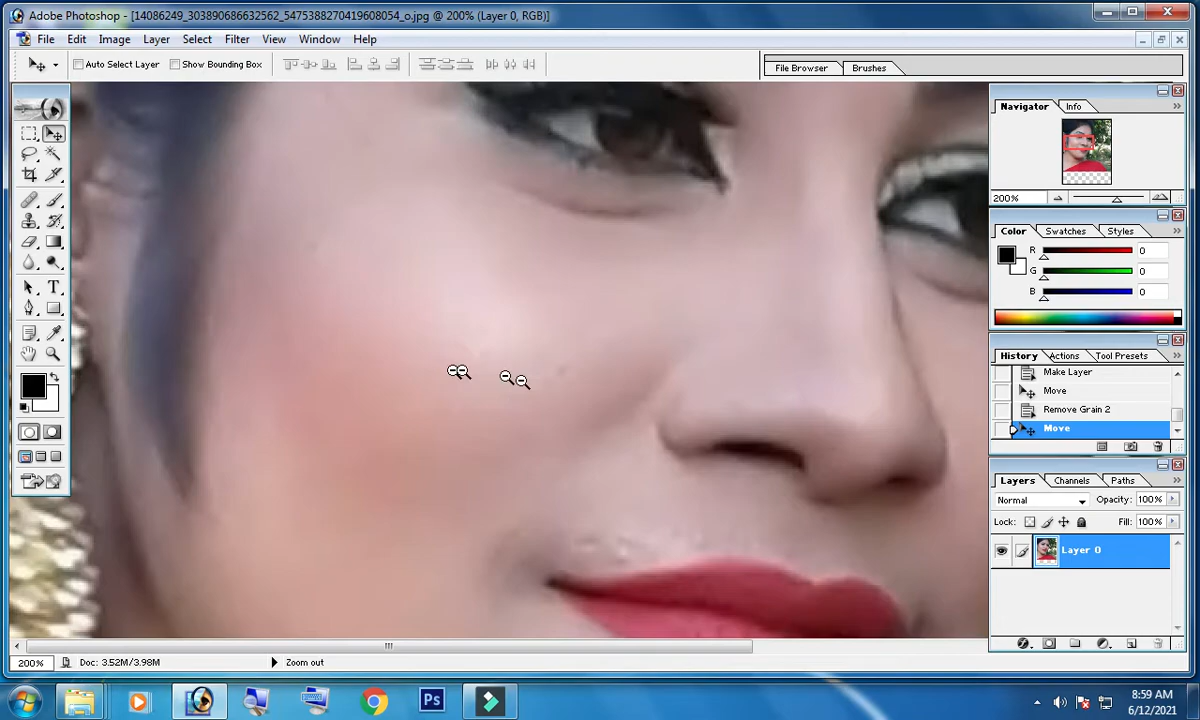 Adobe Photoshop - [14086249_303890686632562_5475388270419608054_o.jpg @ 200% (Layer 0, RGB)]
File Edit Image Layer Select Filter View Window Help
Auto Select Layer Show Bounding Box File Browser Brushes
Navigator Info
200%
Color Swatches Styles
R 0
G 0
B 0
History Actions Tool Presets
Make Layer
Move
Remove Grain 2
Move
Layers Channels Paths
Normal Opacity: 100%
Lock: Fill: 100%
Layer 0
T
200% Doc: 3.52M/3.98M Zoom out
Ps
8:59 AM
6/12/2021